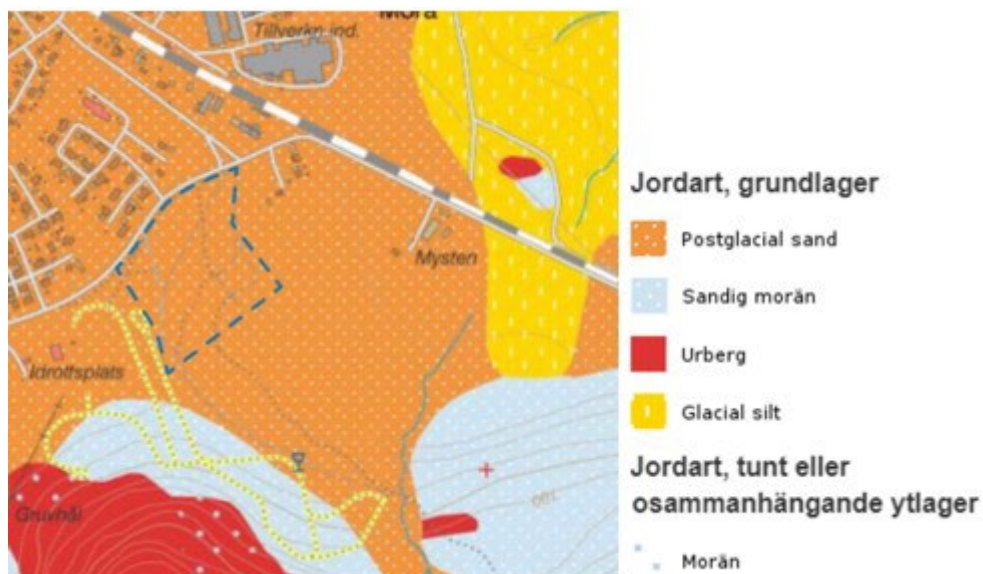 Mora
Tillverkn ind.
Mysten
Idrottsplats
Gruvhål
Jordart, grundlager
Postglacial sand
Sandig morän
Urberg
Glacial silt
Jordart, tunt eller
osammanhängande ytlager
Morän